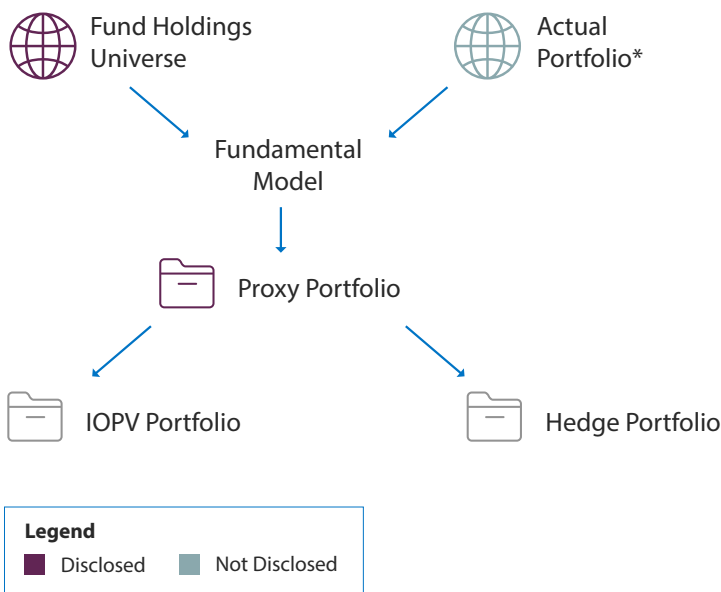 Fund Holdings
Universe
Actual
Portfolio*
Fundamental
Model
Proxy Portfolio
IOPV Portfolio
Hedge Portfolio
Legend
Disclosed
Not Disclosed